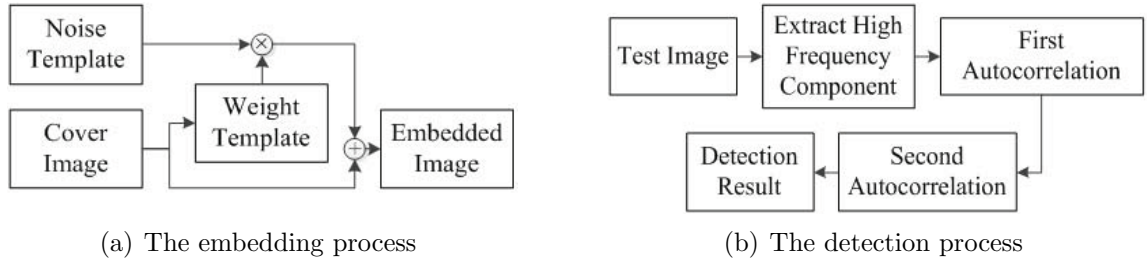 Noise
Template
Cover
Image
Weight
Template
Embedded
Image
(a) The embedding process
Test Image
Extract High
Frequency
Component
First
Autocorrelation
Second
Autocorrelation
Detection
Result
(b) The detection process